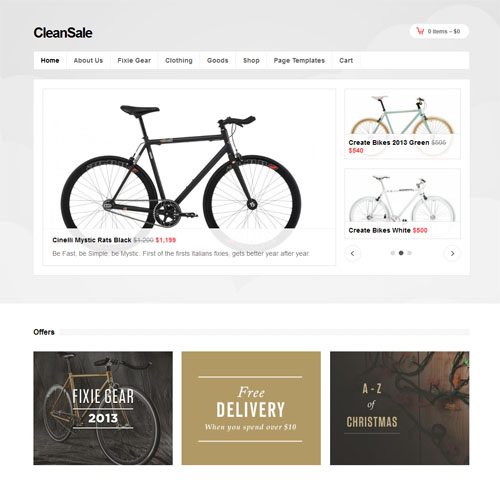 CleanSale
0 items – $0
Home About Us Fixie Gear Clothing Goods Shop Page Templates Cart
Cinelli Mystic Rats Black $1,200 $1,199
Be Fast, be Simple, be Mystic. First of the firsts Italians fixes, gets better year after year.
Create Bikes 2013 Green $595
$540
Create Bikes White $500
Offers
FIXIE GEAR
2013
Free
DELIVERY
When you spend over $10
A - Z
of
CHRISTMAS